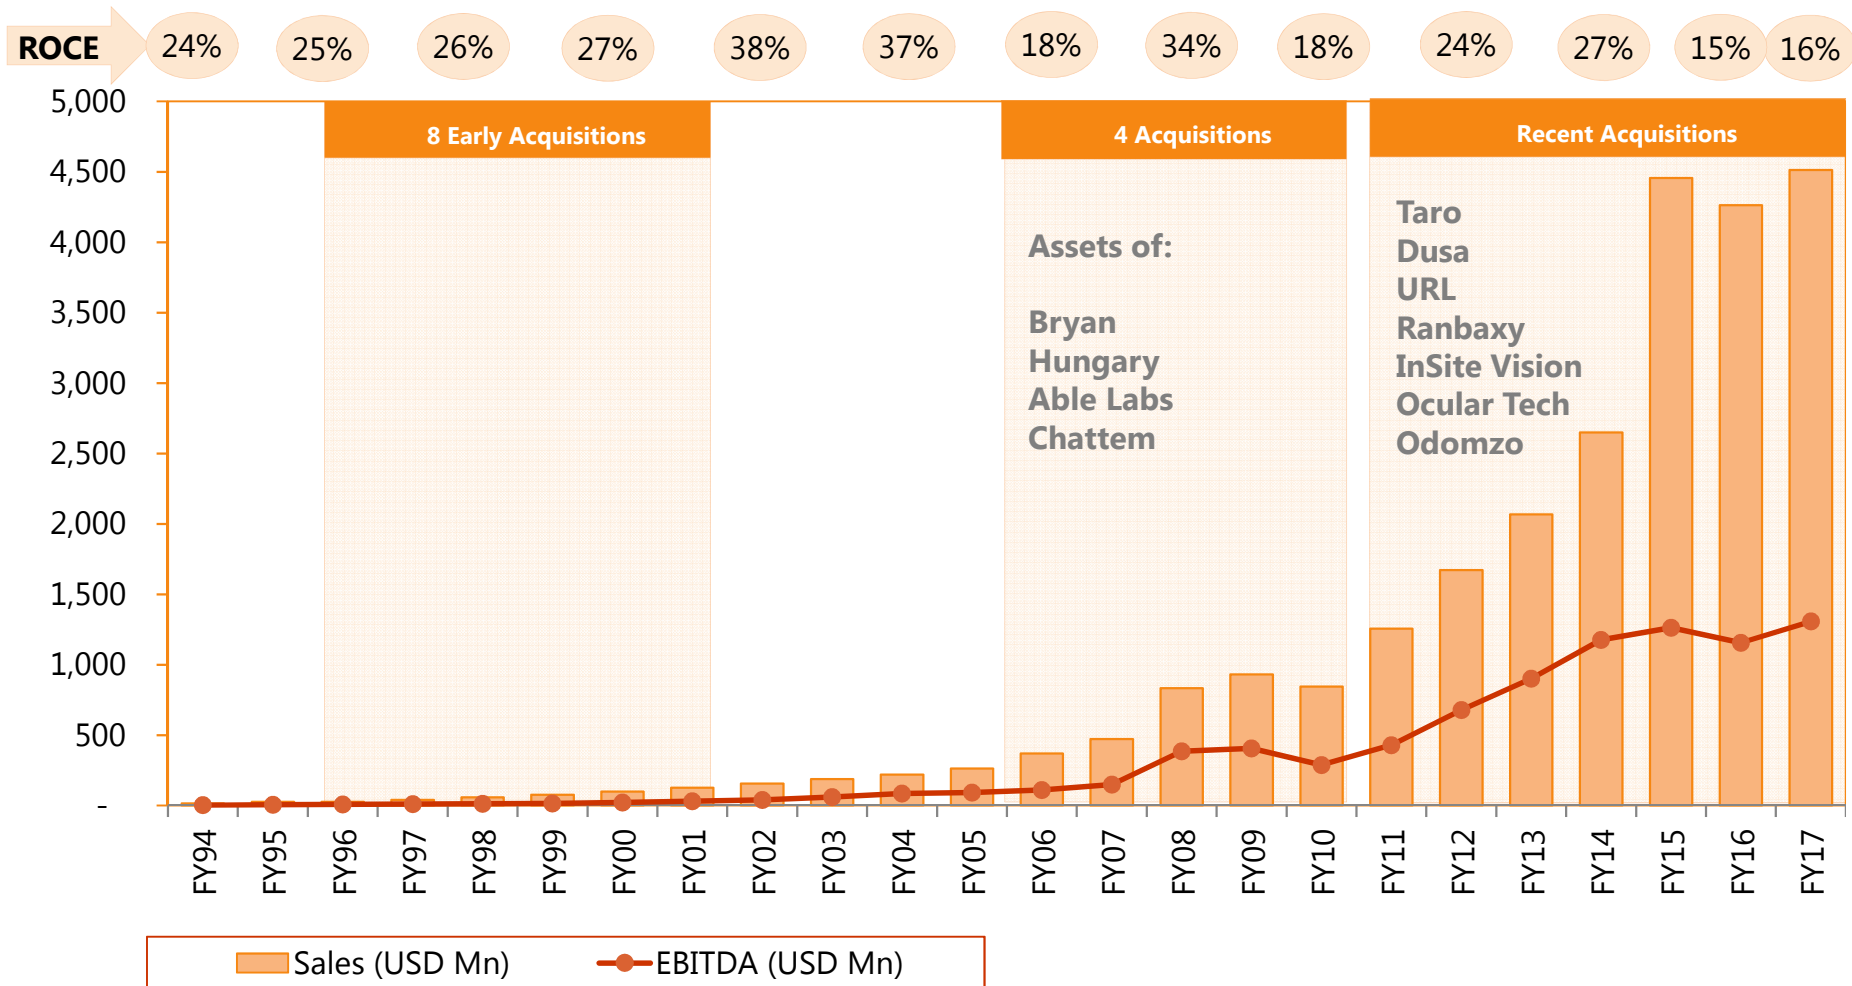 ROCE 24% 25% 26% 27% 38% 37% 18% 34% 18% 24% 27% 15% 16%
5,000
4,500
4,000
3,500
3,000
2,500
2,000
1,500
1,000
500
-
8 Early Acquisitions
4 Acquisitions
Assets of:
Bryan
Hungary
Able Labs
Chattem
Recent Acquisitions
Taro
Dusa
URL
Ranbaxy
InSite Vision
Ocular Tech
Odomzo
FY94 FY95 FY96 FY97 FY98 FY99 FY00 FY01 FY02 FY03 FY04 FY05 FY06 FY07 FY08 FY09 FY10 FY11 FY12 FY13 FY14 FY15 FY16 FY17
Sales (USD Mn) EBITDA (USD Mn)